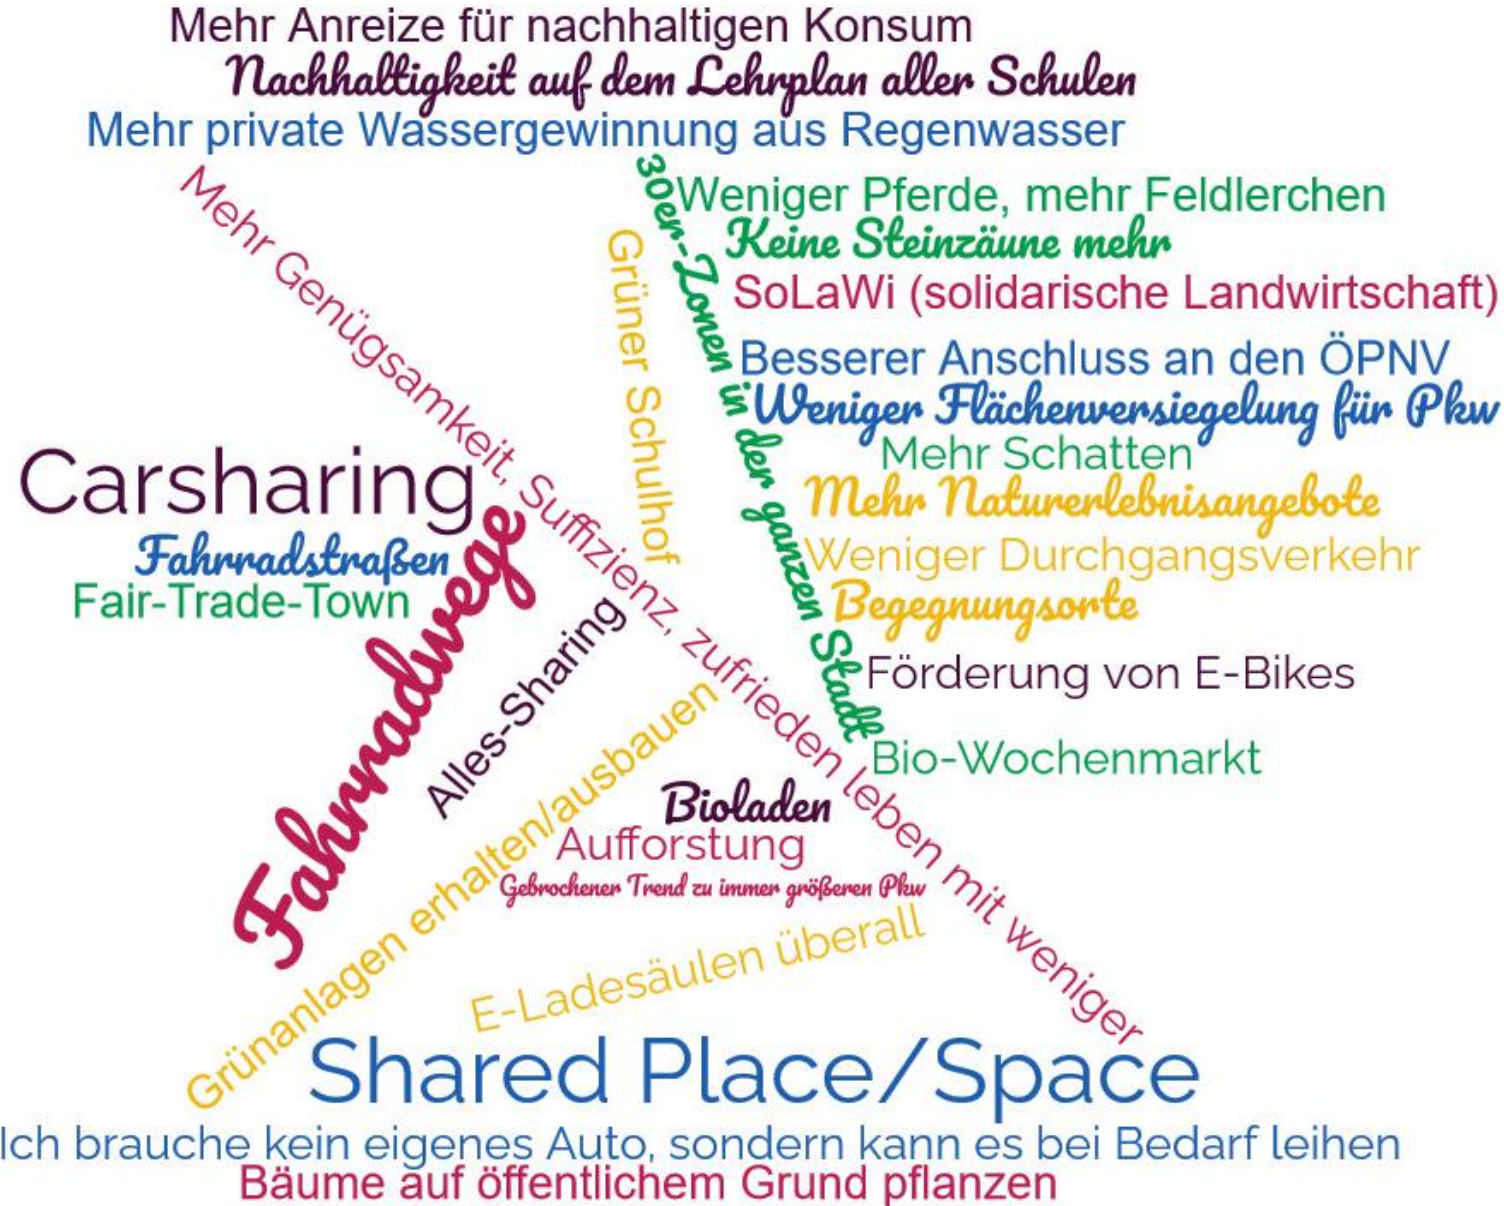 Mehr Anreize für nachhaltigen Konsum
Nachhaltigkeit auf dem Lehrplan aller Schulen
Mehr private Wassergewinnung aus Regenwasser
Mehr Genügsamkeit, Suffizienz, zufrieden leben mit weniger
30er-Zonen in der ganzen Stadt
Weniger Pferde, mehr Feldlerchen
Keine Steinzäune mehr
Grüner Schulhof
SoLaWi (solidarische Landwirtschaft)
Besserer Anschluss an den ÖPNV
Weniger Flächenversiegelung für Pkw
Mehr Schatten
Carsharing
Mehr Naturerlebnisangebote
Fahrradstraßen
Weniger Durchgangsverkehr
Fair-Trade-Town
Begegnungsorte
Fahrradwege
Alles-Sharing
Förderung von E-Bikes
Grünanlagen erhalten/ausbauen
Bio-Wochenmarkt
Bioladen
Aufforstung
Gebrochener Trend zu immer größeren Pkw
E-Ladesäulen überall
Shared Place/Space
Ich brauche kein eigenes Auto, sondern kann es bei Bedarf leihen
Bäume auf öffentlichem Grund pflanzen